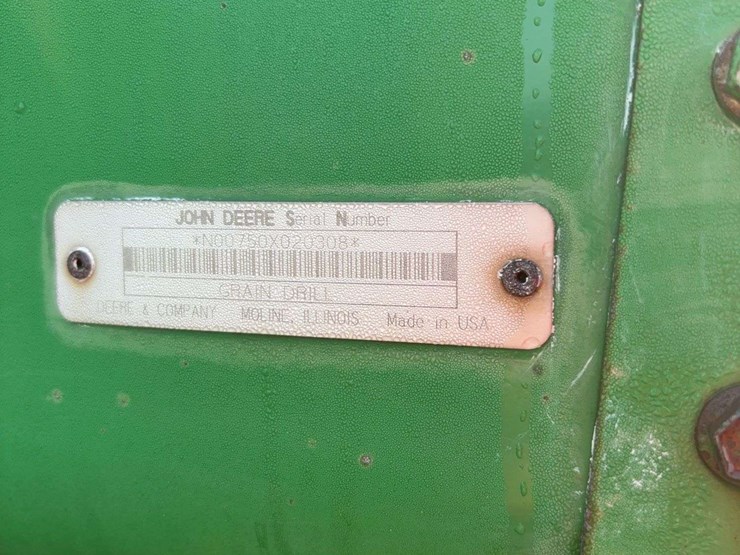 JOHN DEERE Serial Number
*N00750X020308*
GRAIN DRILL
DEERE & COMPANY MOLINE, ILLINOIS Made in USA